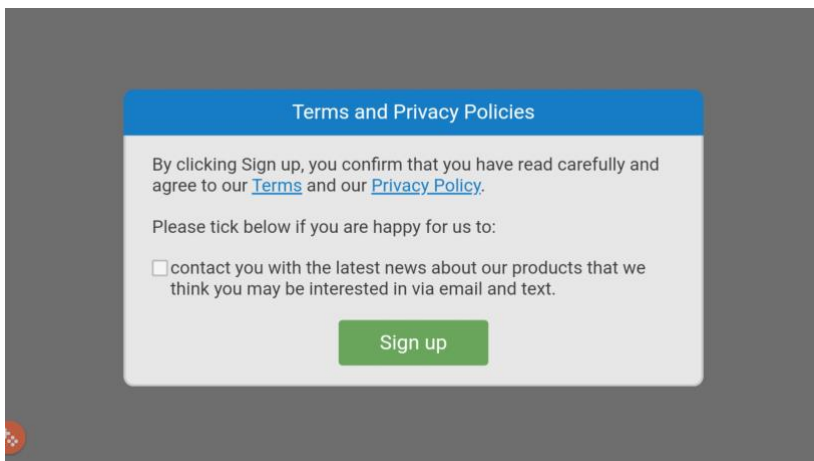 Terms and Privacy Policies
By clicking Sign up, you confirm that you have read carefully and
agree to our Terms and our Privacy Policy.
Please tick below if you are happy for us to:
contact you with the latest news about our products that we
think you may be interested in via email and text.
Sign up